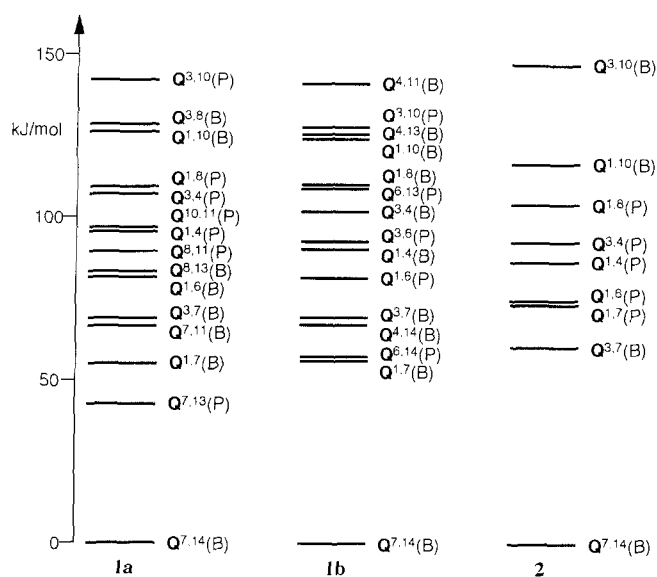 150
kJ/mol
100
50
0
Q3,10(P)
Q3,8(B)
Q1,10(B)
Q1,8(P)
Q3,4(P)
Q10,11(P)
Q1,4(P)
Q8,11(P)
Q8,13(B)
Q1,6(B)
Q3,7(B)
Q7,11(B)
Q1,7(B)
Q7,13(P)
Q7,14(B)
1a
Q4,11(B)
Q3,10(P)
Q4,13(B)
Q1,10(B)
Q1,8(B)
Q6,13(P)
Q3,4(B)
Q3,6(P)
Q1,4(B)
Q1,6(P)
Q3,7(B)
Q4,14(B)
Q6,14(P)
Q1,7(B)
Q7,14(B)
1b
Q3,10(B)
Q1,10(B)
Q1,8(P)
Q3,4(P)
Q1,4(P)
Q1,6(P)
Q1,7(P)
Q3,7(B)
Q7,14(B)
2